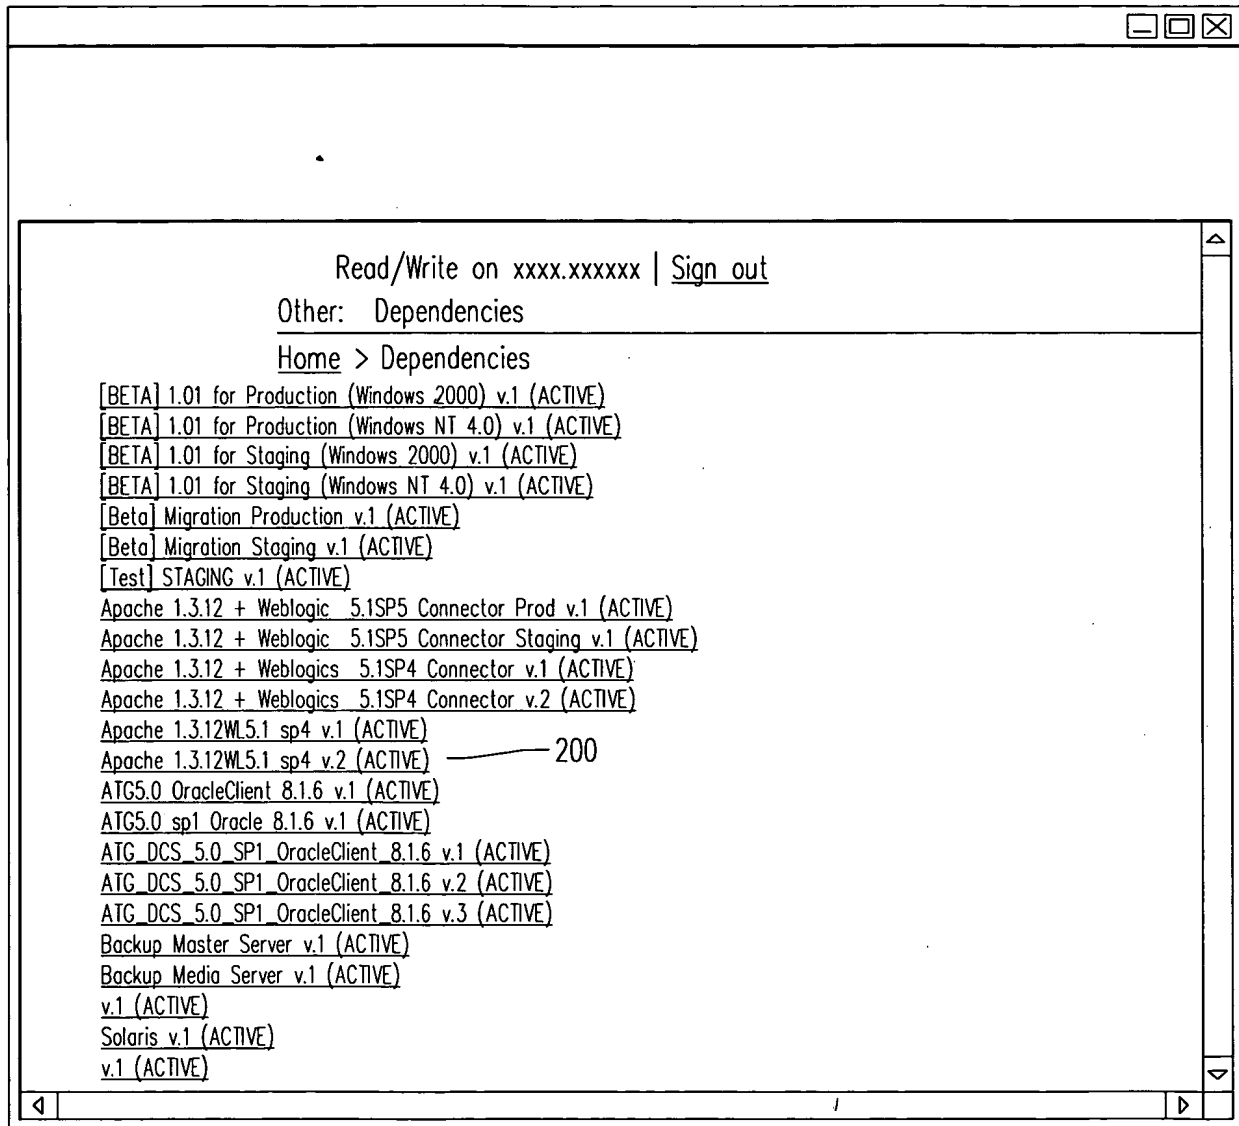 Read/Write on xxxx.xxxxxx | Sign out
Other: Dependencies
Home > Dependencies
[BETA] 1.01 for Production (Windows 2000) v.1 (ACTIVE)
[BETA] 1.01 for Production (Windows NT 4.0) v.1 (ACTIVE)
[BETA] 1.01 for Staging (Windows 2000) v.1 (ACTIVE)
[BETA] 1.01 for Staging (Windows NT 4.0) v.1 (ACTIVE)
[Beta] Migration Production v.1 (ACTIVE)
[Beta] Migration Staging v.1 (ACTIVE)
[Test] STAGING v.1 (ACTIVE)
Apache 1.3.12 + Weblogic 5.1SP5 Connector Prod v.1 (ACTIVE)
Apache 1.3.12 + Weblogic 5.1SP5 Connector Staging v.1 (ACTIVE)
Apache 1.3.12 + Weblogics 5.1SP4 Connector v.1 (ACTIVE)
Apache 1.3.12 + Weblogics 5.1SP4 Connector v.2 (ACTIVE)
Apache 1.3.12WL5.1 sp4 v.1 (ACTIVE)
Apache 1.3.12WL5.1 sp4 v.2 (ACTIVE) 200
ATG5.0 OracleClient 8.1.6 v.1 (ACTIVE)
ATG5.0 sp1 Oracle 8.1.6 v.1 (ACTIVE)
ATG_DCS_5.0_SP1_OracleClient_8.1.6 v.1 (ACTIVE)
ATG_DCS_5.0_SP1_OracleClient_8.1.6 v.2 (ACTIVE)
ATG_DCS_5.0_SP1_OracleClient_8.1.6 v.3 (ACTIVE)
Backup Master Server v.1 (ACTIVE)
Backup Media Server v.1 (ACTIVE)
v.1 (ACTIVE)
Solaris v.1 (ACTIVE)
v.1 (ACTIVE)